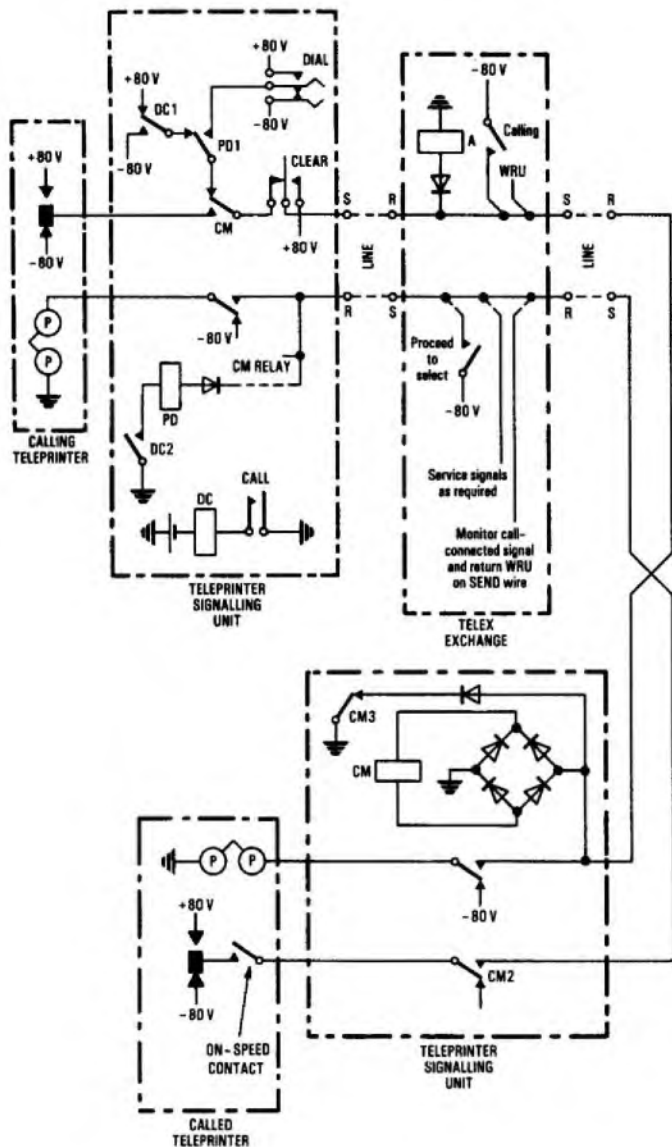 +80 V
DIAL
+80 V
DC1
-80 V
PD1
-80 V
+80 V
CLEAR
-80 V
CM
+80 V
S
R
LINE
-80 V
Calling
A
WRU
S
R
LINE
-80 V
R
S
R
S
P
P
CM RELAY
PD
DC2
Proceed
to
select
-80 V
CALLING
TELEPRINTER
DC
CALL
Service signals
as required
Monitor call-
connected signal
and return WRU
on SEND wire
TELEPRINTER
SIGNALLING
UNIT
TELEX
EXCHANGE
CM3
CM
P
P
-80 V
+80 V
-80 V
CM2
ON-SPEED
CONTACT
TELEPRINTER
SIGNALLING
UNIT
CALLED
TELEPRINTER